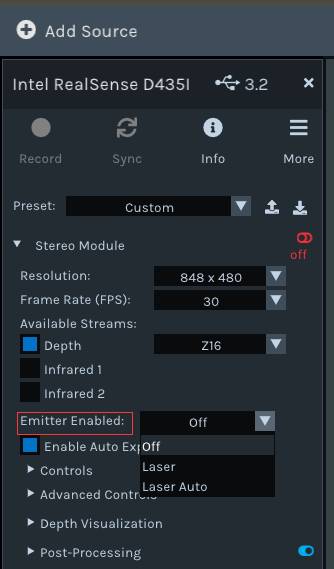 Add Source
Intel RealSense D435I 3.2 ×
Record Sync Info More
Preset: Custom
Stereo Module off
Resolution: 848 x 480
Frame Rate (FPS): 30
Available Streams:
Depth Z16
Infrared 1
Infrared 2
Emitter Enabled: Off
Enable Auto Exp Off
Laser
Controls
Laser Auto
Advanced Contro
Depth Visualization
Post-Processing